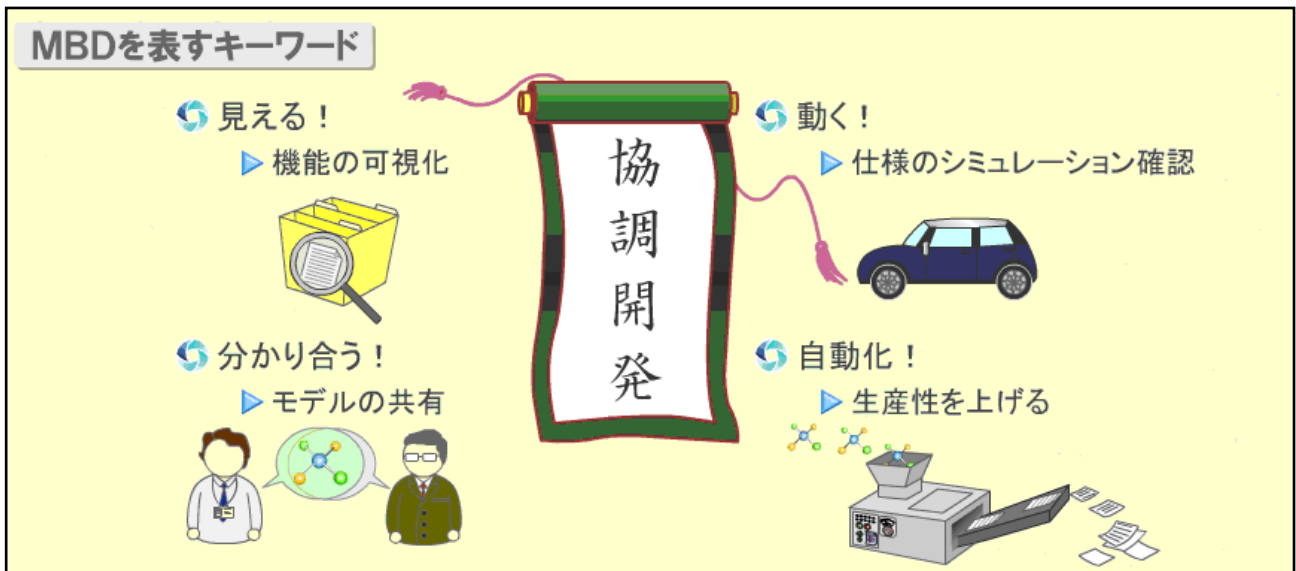 MBDを表すキーワード
見える！
機能の可視化
分かり合う！
モデルの共有
協調開発
動く！
仕様のシミュレーション確認
自動化！
生産性を上げる